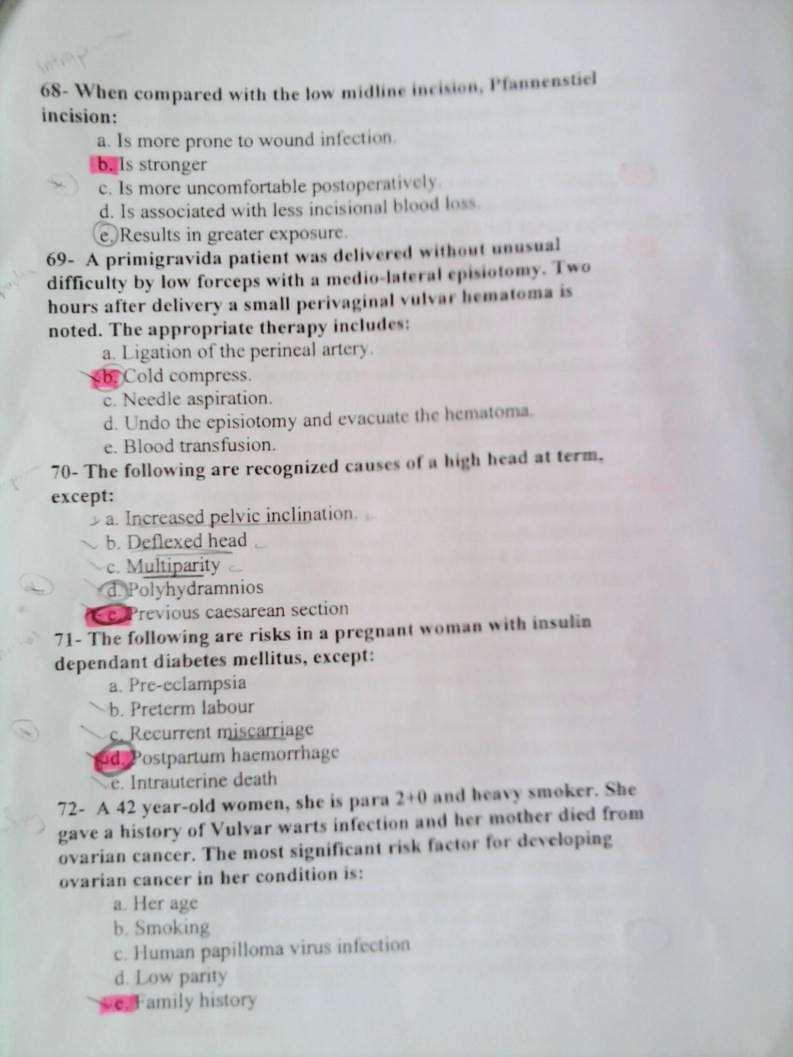 68- When compared with the low midline incision, Pfannenstiel
incision:
a. Is more prone to wound infection.
b. Is stronger
c. Is more uncomfortable postoperatively.
d. Is associated with less incisional blood loss.
e. Results in greater exposure.
69- A primigravida patient was delivered without unusual
difficulty by low forceps with a medio-lateral episiotomy. Two
hours after delivery a small perivaginal vulvar hematoma is
noted. The appropriate therapy includes:
a. Ligation of the perineal artery.
b. Cold compress.
c. Needle aspiration.
d. Undo the episiotomy and evacuate the hematoma.
e. Blood transfusion.
70- The following are recognized causes of a high head at term,
except:
a. Increased pelvic inclination.
b. Deflexed head
c. Multiparity
d. Polyhydramnios
e. Previous caesarean section
71- The following are risks in a pregnant woman with insulin
dependant diabetes mellitus, except:
a. Pre-eclampsia
b. Preterm labour
c. Recurrent miscarriage
d. Postpartum haemorrhage
e. Intrauterine death
72- A 42 year-old women, she is para 2+0 and heavy smoker. She
gave a history of Vulvar warts infection and her mother died from
ovarian cancer. The most significant risk factor for developing
ovarian cancer in her condition is:
a. Her age
b. Smoking
c. Human papilloma virus infection
d. Low parity
e. Family history